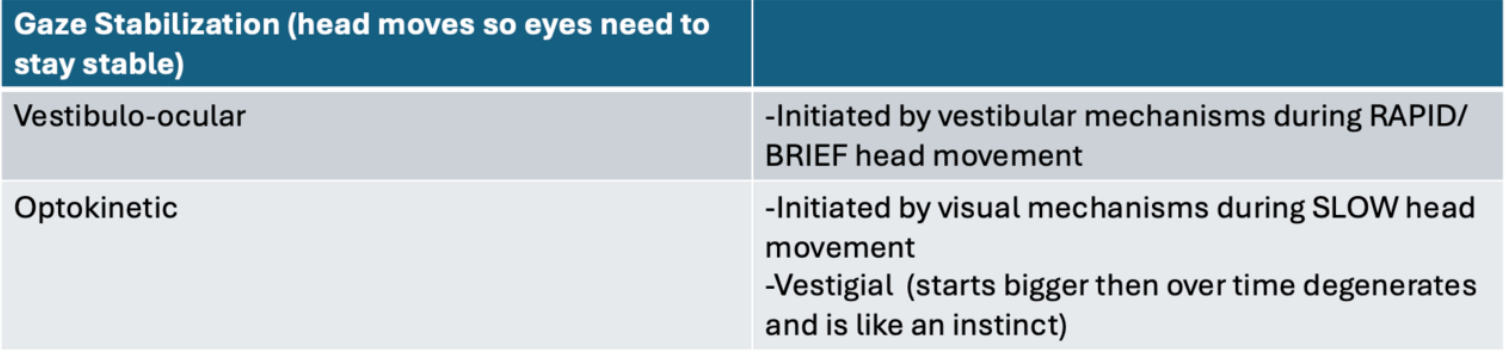 Gaze Stabilization (head moves so eyes need to
stay stable)
Vestibulo-ocular
-Initiated by vestibular mechanisms during RAPID/
BRIEF head movement
Optokinetic
-Initiated by visual mechanisms during SLOW head
movement
-Vestigial  (starts bigger then over time degenerates
and is like an instinct)